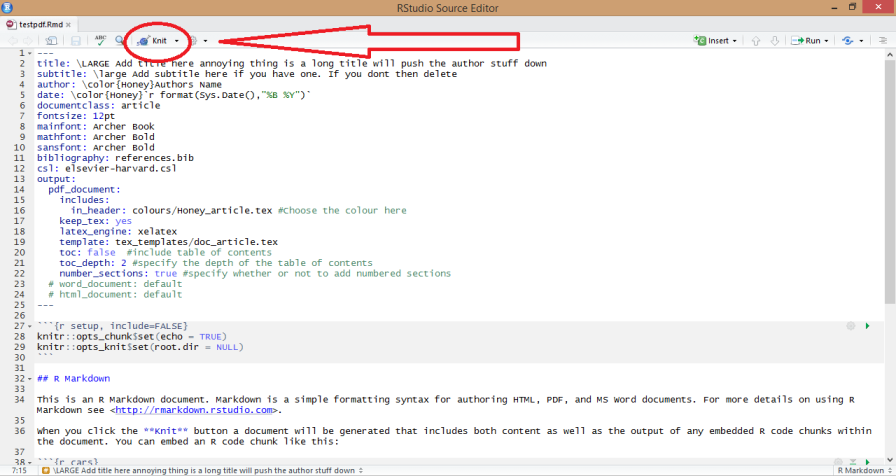 RStudio Source Editor
testpdf.Rmd
ABC
Knit
Insert
Run
1 ---
2 title: \LARGE Add title here annoying thing is a long title will push the author stuff down
3 subtitle: \large Add subtitle here if you have one. If you dont then delete
4 author: \color{Honey}Authors Name
5 date: \color{Honey}`r format(Sys.Date(),"%B %Y")`
6 documentclass: article
7 fontsize: 12pt
8 mainfont: Archer Book
9 mathfont: Archer Bold
10 sansfont: Archer Bold
11 bibliography: references.bib
12 csl: elsevier-harvard.csl
13 output:
14 pdf_document:
15 includes:
16 in_header: colours/Honey_article.tex #Choose the colour here
17 keep_tex: yes
18 latex_engine: xelatex
19 template: tex_templates/doc_article.tex
20 toc: false #include table of contents
21 toc_depth: 2 #specify the depth of the table of contents
22 number_sections: true #specify whether or not to add numbered sections
23 # word_document: default
24 # html_document: default
25 ---
26
27 ```{r setup, include=FALSE}
28 knitr::opts_chunk$set(echo = TRUE)
29 knitr::opts_knit$set(root.dir = NULL)
30 ```
31
32 ## R Markdown
33
34 This is an R Markdown document. Markdown is a simple formatting syntax for authoring HTML, PDF, and MS Word documents. For more details on using R
Markdown see <http://rmarkdown.rstudio.com>.
35
36 When you click the **Knit** button a document will be generated that includes both content as well as the output of any embedded R code chunks within
the document. You can embed an R code chunk like this:
37
38 ```{r cars}
7:15 \LARGE Add title here annoying thing is a long title will push the author stuff down
R Markdown